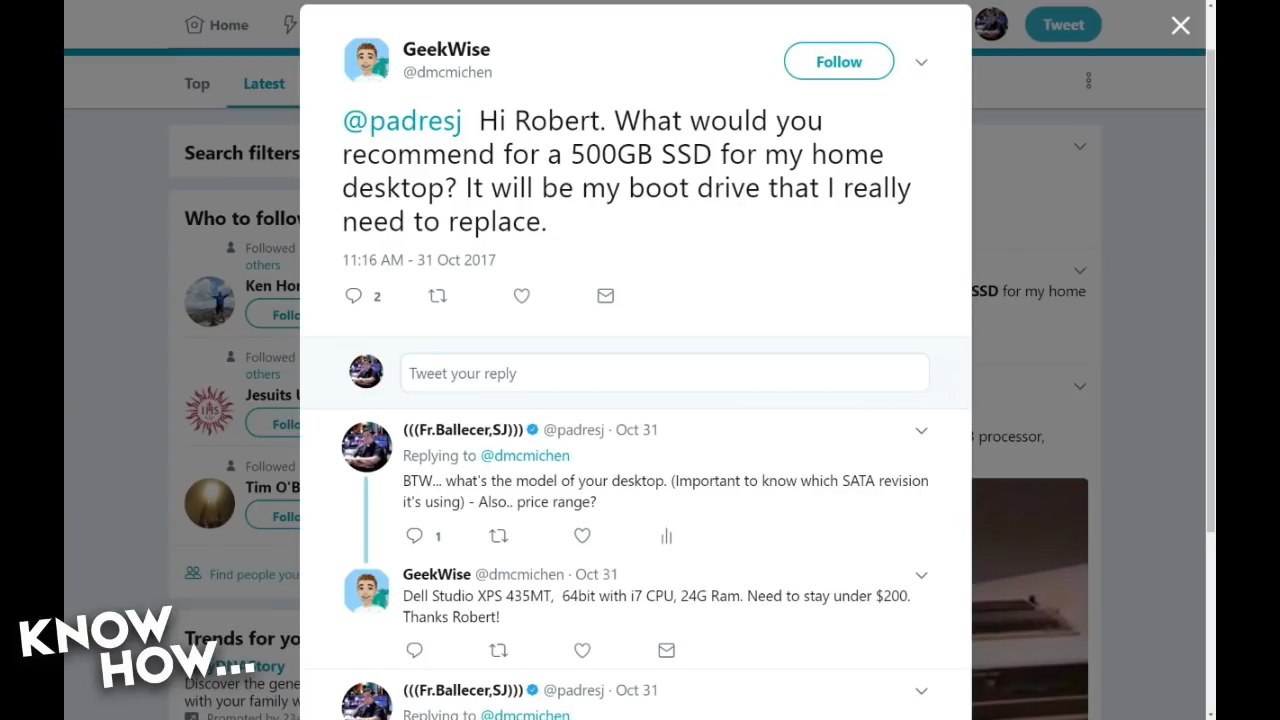 Home
Tweet
GeekWise
@dmcmichen
Follow
Top
Latest
@padresj Hi Robert. What would you
recommend for a 500GB SSD for my home
desktop? It will be my boot drive that I really
need to replace.
11:16 AM - 31 Oct 2017
2
Search filters
Who to follow
Followed
others
Ken Hor
Follo
Followed
others
Jesuits U
Follo
Followed
Tim O'B
Follo
Find people you
Trends for yo
Story
Discover the gene
with your family w
Promoted by 23a
SSD for my home
processor,
Tweet your reply
(((Fr.Ballecer,SJ))) @padresj · Oct 31
Replying to @dmcmichen
BTW... what's the model of your desktop. (Important to know which SATA revision
it's using) - Also.. price range?
1
GeekWise @dmcmichen · Oct 31
Dell Studio XPS 435MT, 64bit with i7 CPU, 24G Ram. Need to stay under $200.
Thanks Robert!
(((Fr.Ballecer,SJ))) @padresj · Oct 31
Replying to @dmcmichen
KNOW
HOW...